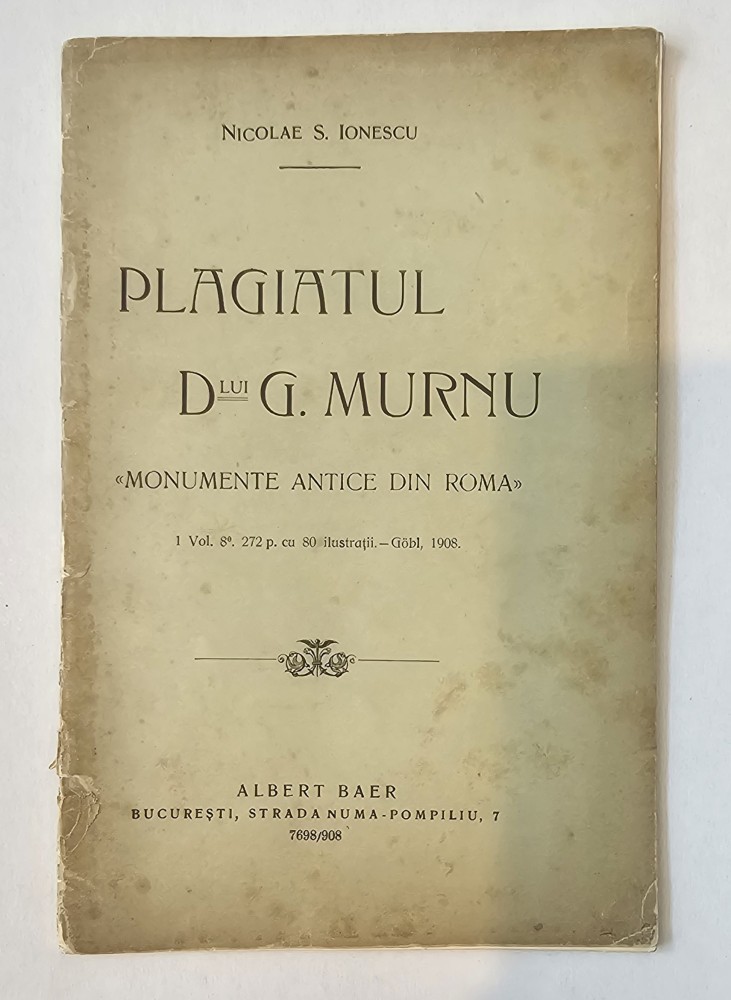 NICOLAE S. IONESCU
PLAGIATUL
DLUI G. MURNU
«MONUMENTE ANTICE DIN ROMA»
1 Vol. 8º. 272 p. cu 80 ilustrații.—Göbl, 1908.
ALBERT BAER
BUCUREȘTI, STRADA NUMA-POMPILIU, 7
7698/908